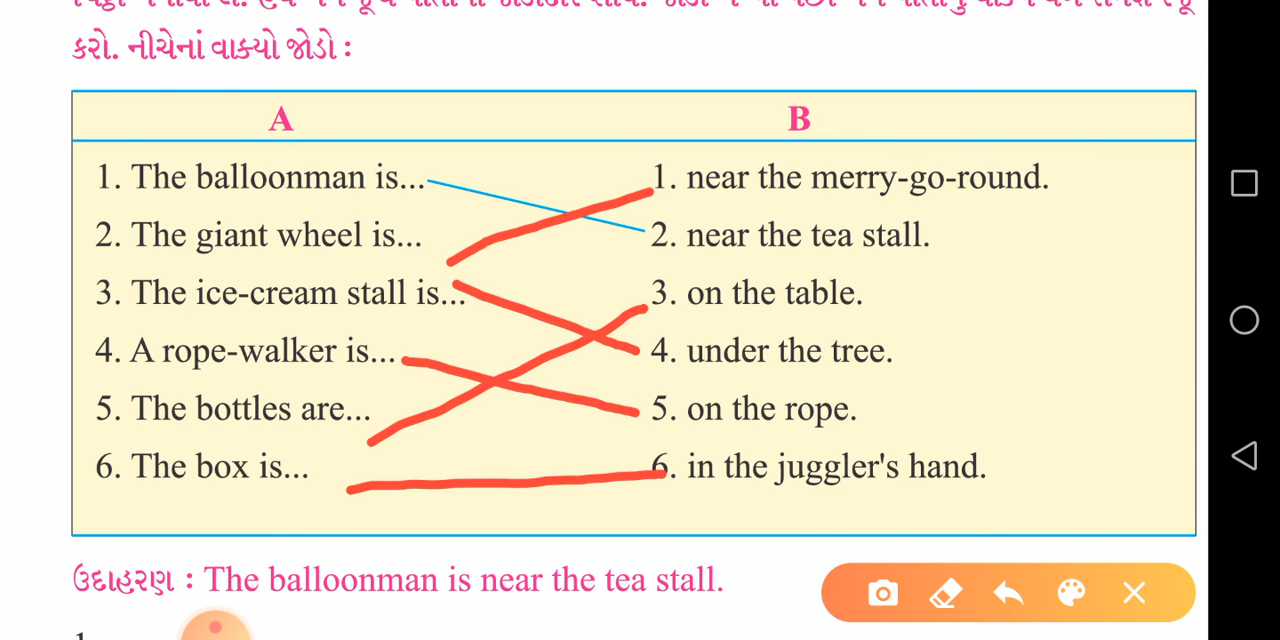 કરો. નીચેનાં વાક્યો જોડો :
A B
1. The balloonman is... 1. near the merry-go-round.
2. The giant wheel is... 2. near the tea stall.
3. The ice-cream stall is... 3. on the table.
4. A rope-walker is... 4. under the tree.
5. The bottles are... 5. on the rope.
6. The box is... 6. in the juggler's hand.
ઉદાહરણ : The balloonman is near the tea stall.